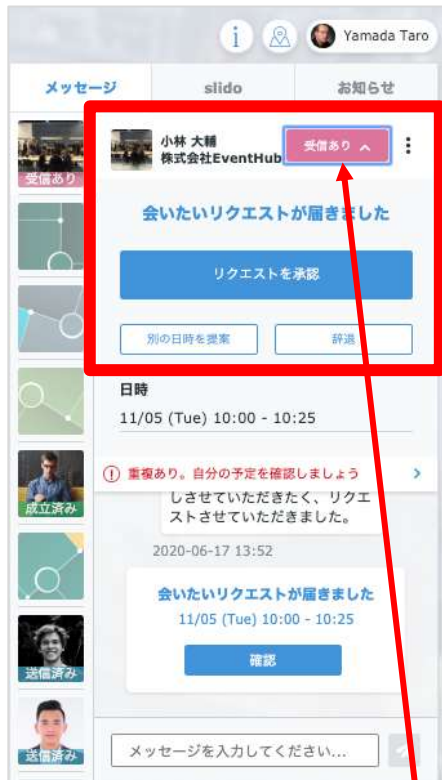 i
Yamada Taro
メッセージ
slido
お知らせ
受信あり
小林 大輔
株式会社EventHub
受信あり
会いたいリクエストが届きました
リクエストを承認
別の日時を提案
辞退
日時
11/05 (Tue) 10:00 - 10:25
重複あり。自分の予定を確認しましょう
しさせていただきたく、リクエ
ストさせていただきました。
成立済み
2020-06-17 13:52
会いたいリクエストが届きました
11/05 (Tue) 10:00 - 10:25
確認
送信済み
送信済み
メッセージを入力してください...